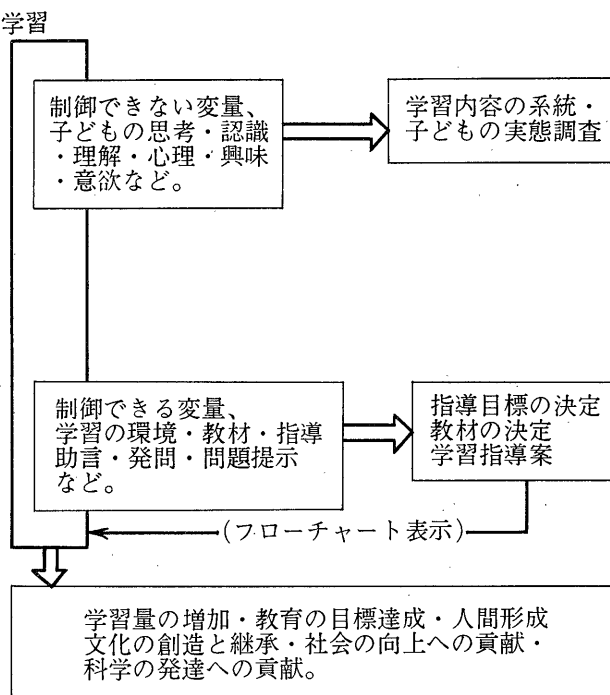 学習
制御できない変量、
子どもの思考・認識
・理解・心理・興味
・意欲など。
学習内容の系統・
子どもの実態調査
制御できる変量、
学習の環境・教材・指導
助言・発問・問題提示
など。
指導目標の決定
教材の決定
学習指導案
(フローチャート表示)
学習量の増加・教育の目標達成・人間形成
文化の創造と継承・社会の向上への貢献・
科学の発達への貢献。